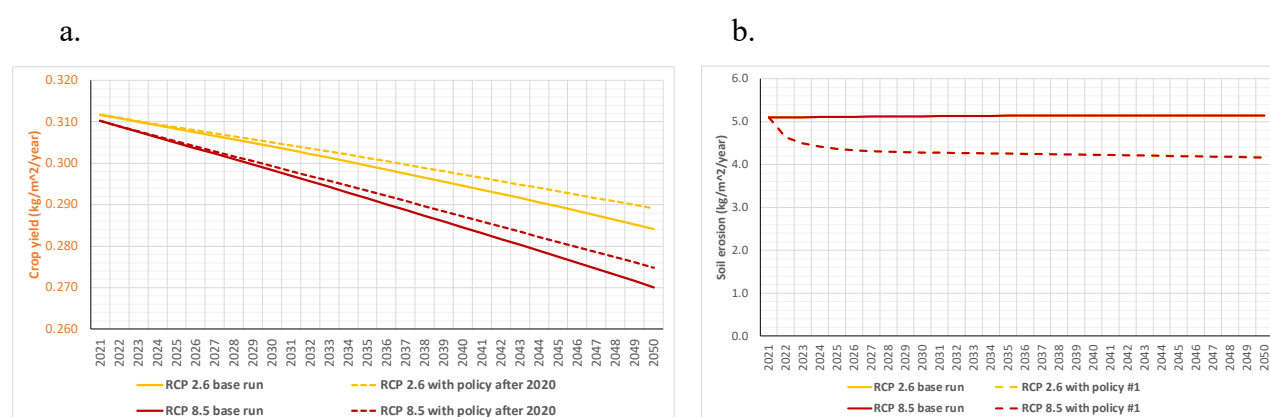 a.
0.320
0.310
0.300
0.290
0.280
0.270
0.260
Crop yield (kg/m^2/year)
2021 2022 2023 2024 2025 2026 2027 2028 2029 2030 2031 2032 2033 2034 2035 2036 2037 2038 2039 2040 2041 2042 2043 2044 2045 2046 2047 2048 2049 2050
RCP 2.6 base run RCP 2.6 with policy after 2020
RCP 8.5 base run RCP 8.5 with policy after 2020
b.
6.0
5.0
4.0
3.0
2.0
1.0
0.0
Soil erosion (kg/m^2/year)
2021 2022 2023 2024 2025 2026 2027 2028 2029 2030 2031 2032 2033 2034 2035 2036 2037 2038 2039 2040 2041 2042 2043 2044 2045 2046 2047 2048 2049 2050
RCP 2.6 base run RCP 2.6 with policy #1
RCP 8.5 base run RCP 8.5 with policy #1